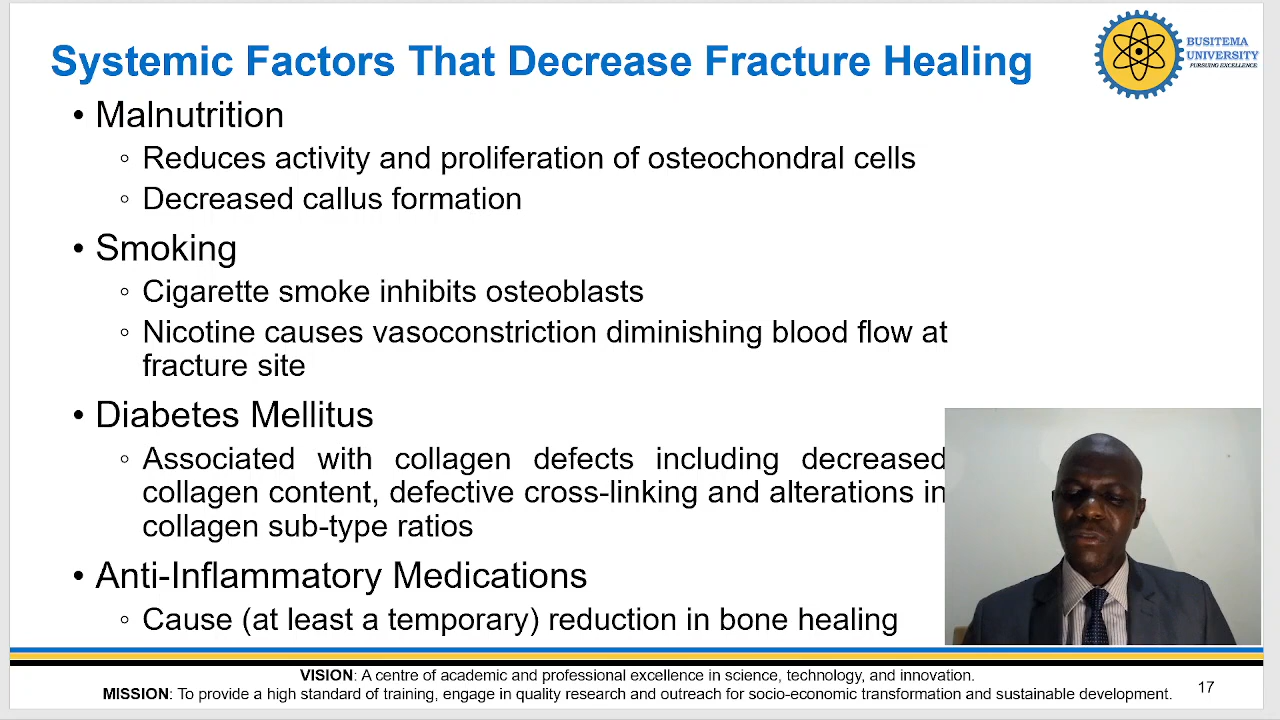 Systemic Factors That Decrease Fracture Healing
BUSITEMA
UNIVERSITY
PURSUING EXCELLENCE
• Malnutrition
◦ Reduces activity and proliferation of osteochondral cells
◦ Decreased callus formation
• Smoking
◦ Cigarette smoke inhibits osteoblasts
◦ Nicotine causes vasoconstriction diminishing blood flow at
fracture site
• Diabetes Mellitus
◦ Associated with collagen defects including decreased
collagen content, defective cross-linking and alterations in
collagen sub-type ratios
• Anti-Inflammatory Medications
◦ Cause (at least a temporary) reduction in bone healing
VISION: A centre of academic and professional excellence in science, technology, and innovation.
MISSION: To provide a high standard of training, engage in quality research and outreach for socio-economic transformation and sustainable development.
17